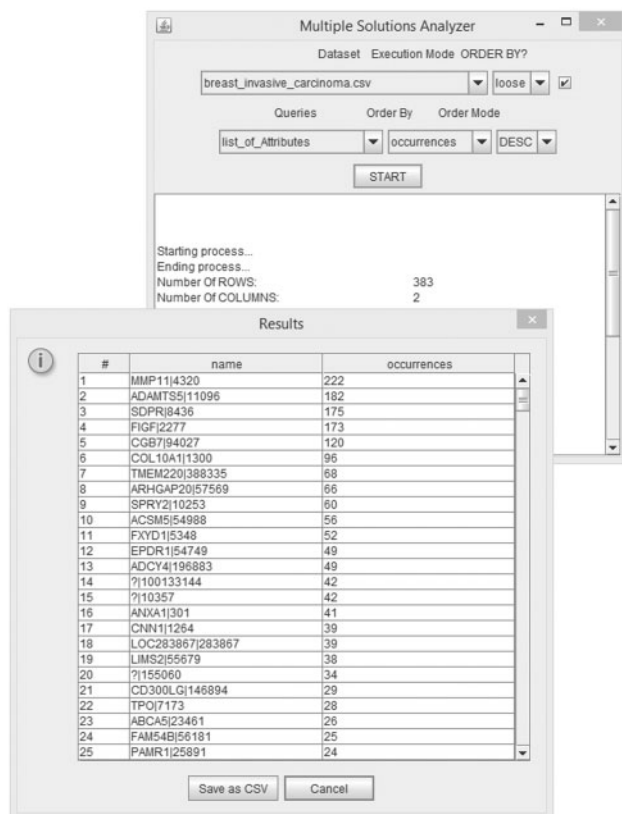 Multiple Solutions Analyzer
Dataset Execution Mode ORDER BY?
breast_invasive_carcinoma.csv loose
Queries Order By Order Mode
list_of_Attributes occurrences DESC
START
Starting process...
Ending process...
Number Of ROWS: 383
Number Of COLUMNS: 2
Results
# name occurrences
1 MMP11|4320 222
2 ADAMTS5|11096 182
3 SDPR|8436 175
4 FIGF|2277 173
5 CGB7|94027 120
6 COL10A1|1300 96
7 TMEM220|388335 68
8 ARHGAP20|57569 66
9 SPRY2|10253 60
10 ACSM5|54988 56
11 FXYD1|5348 52
12 EPDR1|54749 49
13 ADCY4|196883 49
14 ?|100133144 42
15 ?|10357 42
16 ANXA1|301 41
17 CNN1|1264 39
18 LOC283867|283867 39
19 LIMS2|55679 38
20 ?|155060 34
21 CD300LG|146894 29
22 TPO|7173 28
23 ABCA5|23461 26
24 FAM54B|56181 25
25 PAMR1|25891 24
Save as CSV Cancel